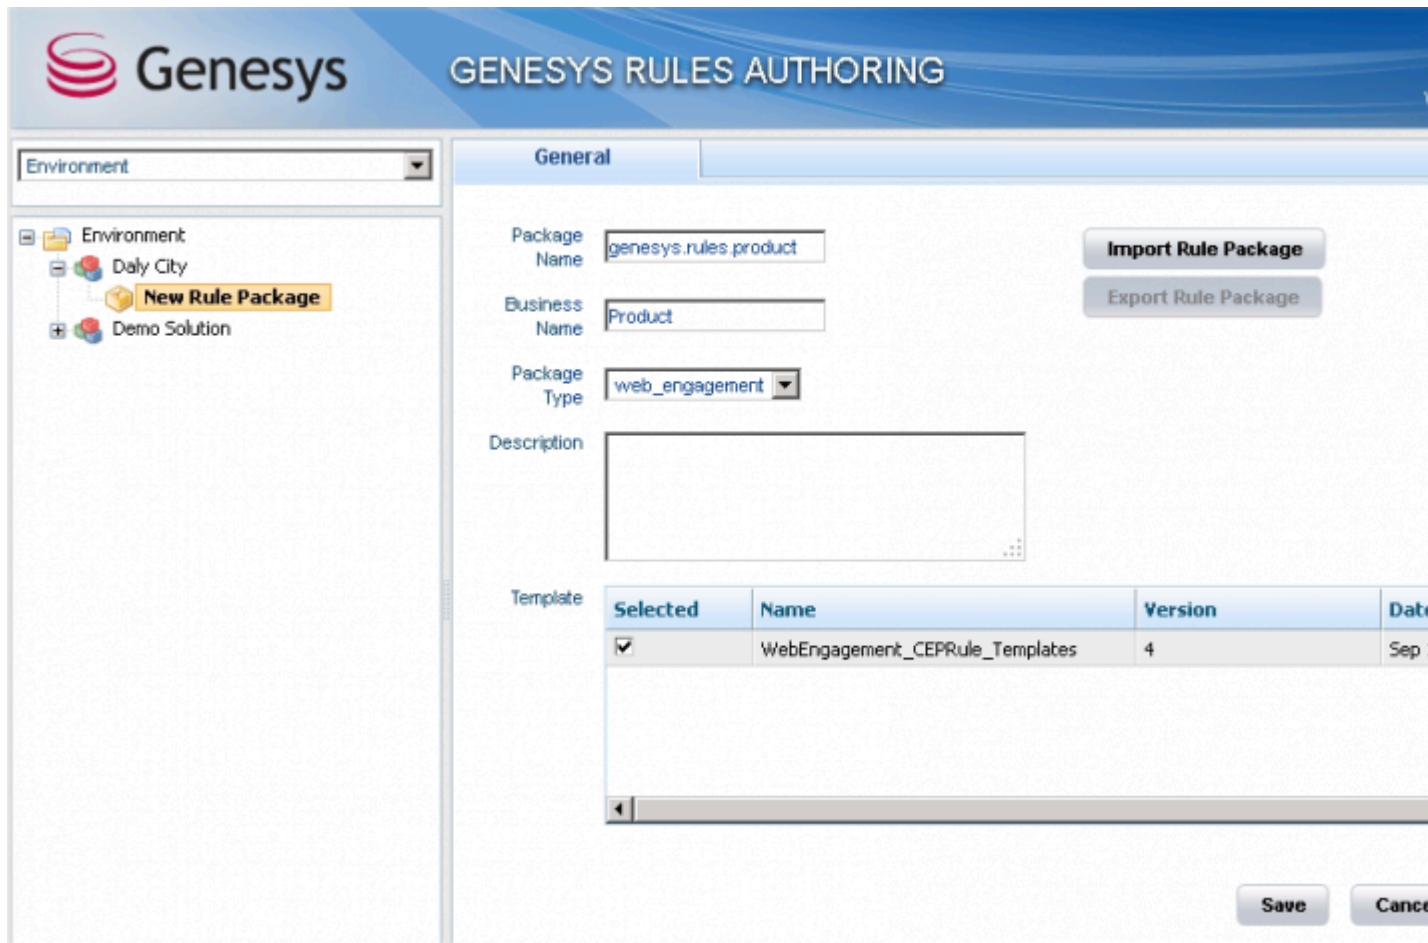 Genesys
GENESYS RULES AUTHORING
Environment
Environment
Daly City
New Rule Package
Demo Solution
General
Package Name
genesys.rules.product
Import Rule Package
Export Rule Package
Business Name
Product
Package Type
web_engagement
Description
Template
Selected Name Version Date
WebEngagement_CEPRule_Templates 4 Sep
Save